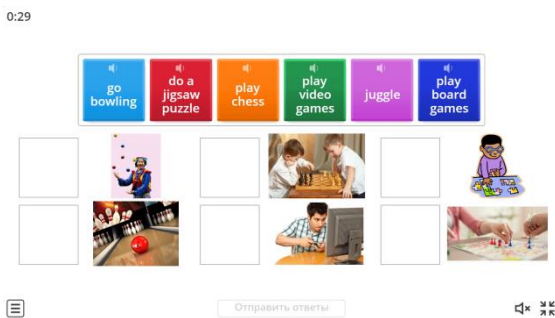 0:29
go
bowling
do a
jigsaw
puzzle
play
chess
play
video
games
juggle
play
board
games
Отправить ответы